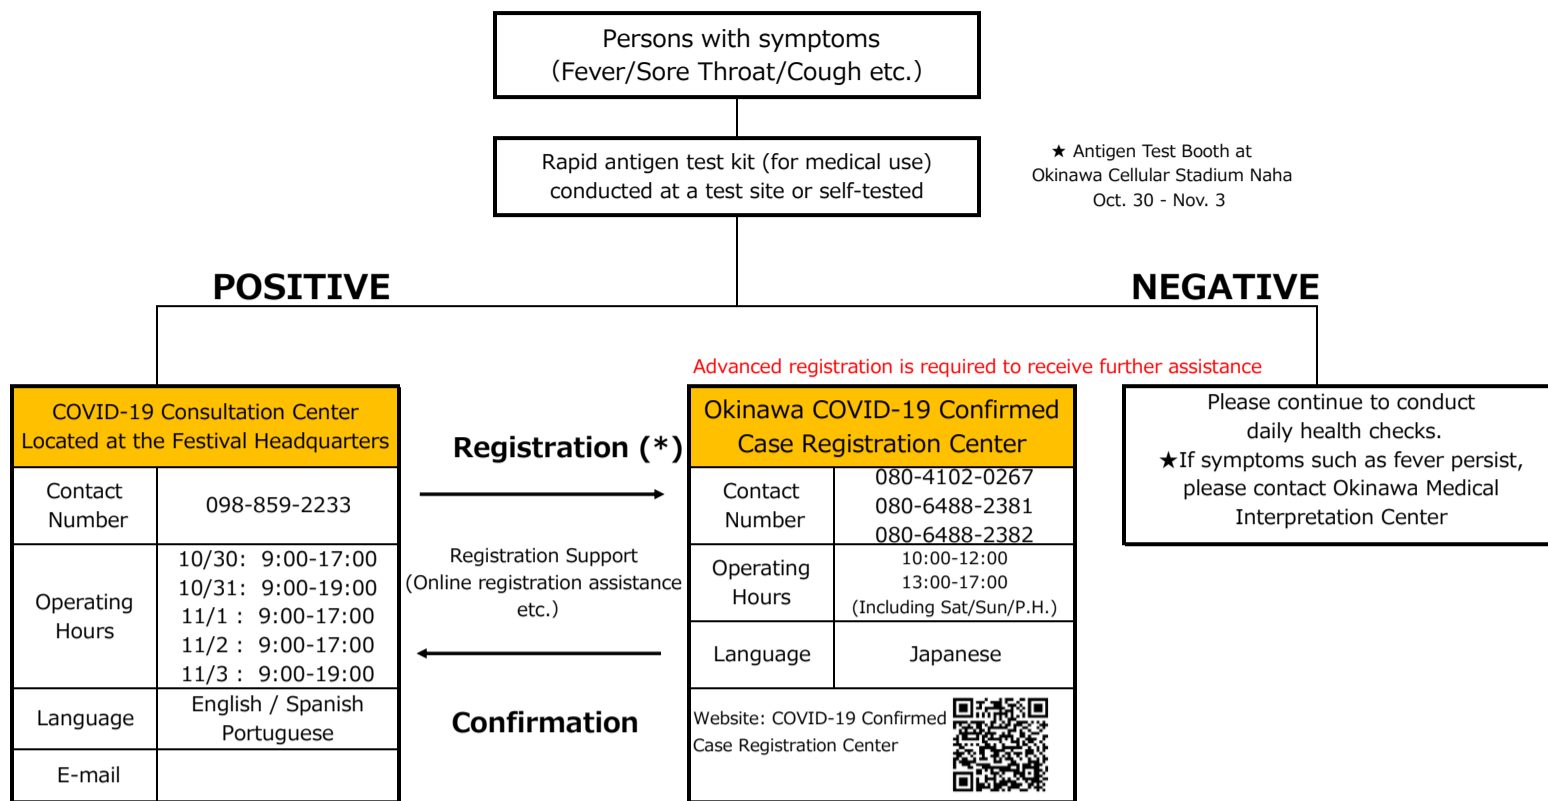 Persons with symptoms
(Fever/Sore Throat/Cough etc.)
Rapid antigen test kit (for medical use)
conducted at a test site or self-tested
★ Antigen Test Booth at
Okinawa Cellular Stadium Naha
Oct. 30 - Nov. 3
POSITIVE
NEGATIVE
Advanced registration is required to receive further assistance
COVID-19 Consultation Center
Located at the Festival Headquarters
Contact
Number
098-859-2233
Operating
Hours
10/30: 9:00-17:00
10/31: 9:00-19:00
11/1 : 9:00-17:00
11/2 : 9:00-17:00
11/3 : 9:00-19:00
Language
English / Spanish
Portuguese
E-mail
Registration (*)
Registration Support
(Online registration assistance
etc.)
Confirmation
Okinawa COVID-19 Confirmed
Case Registration Center
Contact
Number
080-4102-0267
080-6488-2381
080-6488-2382
Operating
Hours
10:00-12:00
13:00-17:00
(Including Sat/Sun/P.H.)
Language
Japanese
Website: COVID-19 Confirmed
Case Registration Center
Please continue to conduct
daily health checks.
★If symptoms such as fever persist,
please contact Okinawa Medical
Interpretation Center